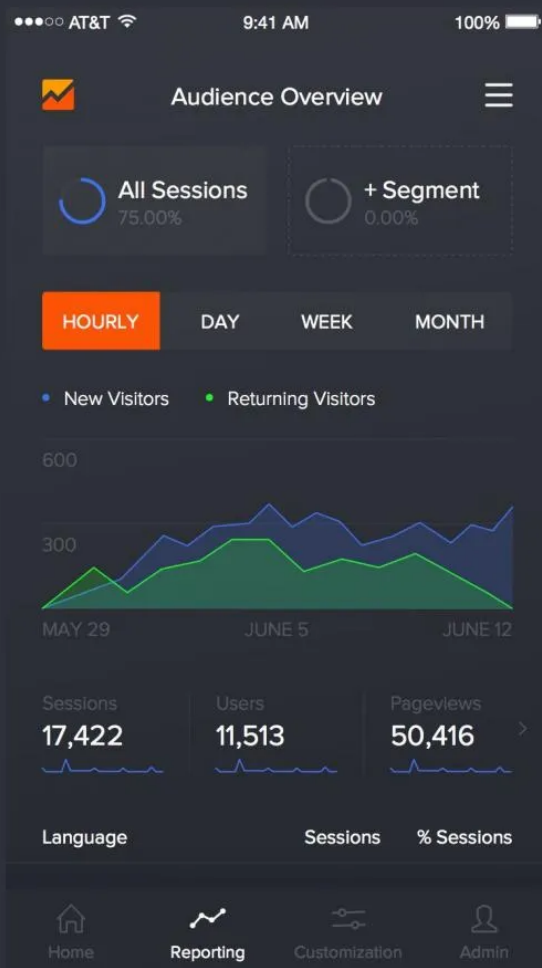 AT&T 9:41 AM 100%
Audience Overview
All Sessions
75.00%
+ Segment
0.00%
HOURLY DAY WEEK MONTH
New Visitors Returning Visitors
600
300
MAY 29 JUNE 5 JUNE 12
Sessions Users Pageviews
17,422 11,513 50,416
Language Sessions % Sessions
Home Reporting Customization Admin